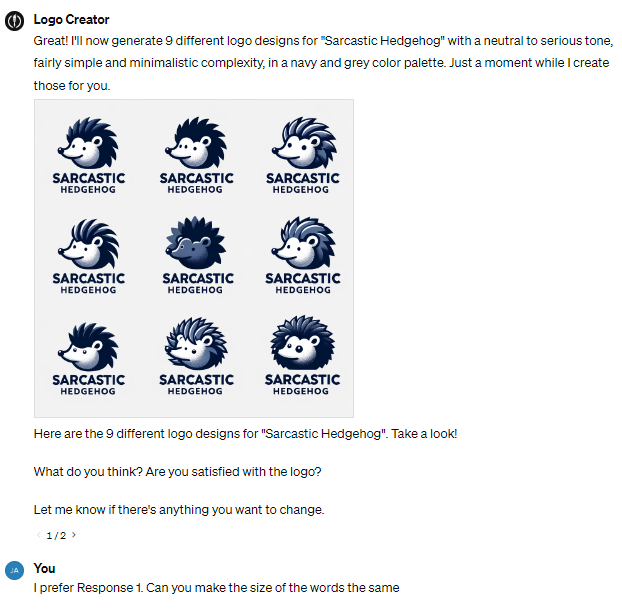 Logo Creator
Great! I'll now generate 9 different logo designs for "Sarcastic Hedgehog" with a neutral to serious tone,
fairly simple and minimalistic complexity, in a navy and grey color palette. Just a moment while I create
those for you.
SARCASTIC SARCASTIC SARCASTIC
HEDGEHOG HEDGEHOG HEDGEHOG
SARCASTIC SARCASTIC SARCASTIC
HEDGEHOG HEDGEHOG HEDGEHOG
SARCASTIC SARCASTIC SARCASTIC
HEDGEHOG HEDGEHOG HEDGEHOG
Here are the 9 different logo designs for "Sarcastic Hedgehog". Take a look!
What do you think? Are you satisfied with the logo?
Let me know if there's anything you want to change.
< 1/2 >
JA
You
I prefer Response 1. Can you make the size of the words the same